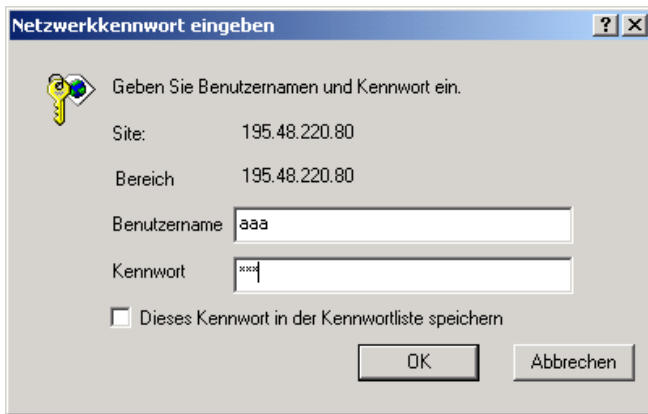 Netzwerkkennwort eingeben
Geben Sie Benutzernamen und Kennwort ein.
Site: 195.48.220.80
Bereich 195.48.220.80
Benutzername aaa
Kennwort ***
Dieses Kennwort in der Kennwortliste speichern
OK Abbrechen